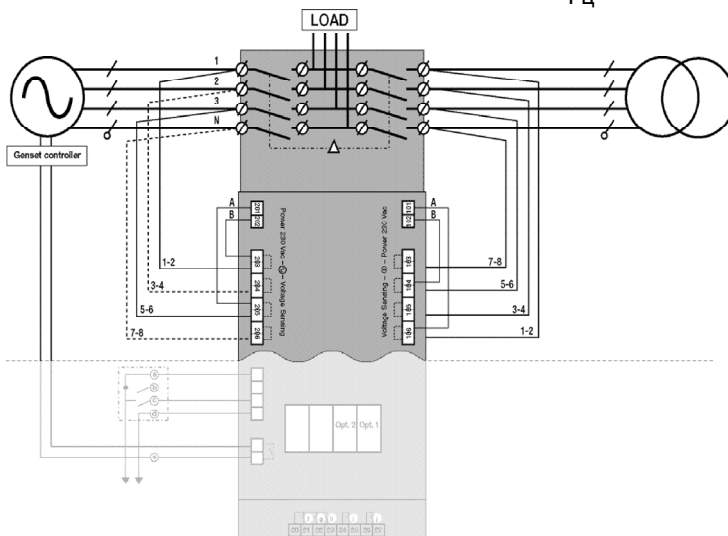 LOAD
1
2
3
N
Genset controller
A
B
201
202
Power 230 Vac – Voltage Sensing
203
204
205
206
1-2
3-4
5-6
7-8
A
B
101
102
Voltage Sensing – Power 230 Vac
103
104
105
106
7-8
5-6
3-4
1-2
Opt. 2 Opt. 1